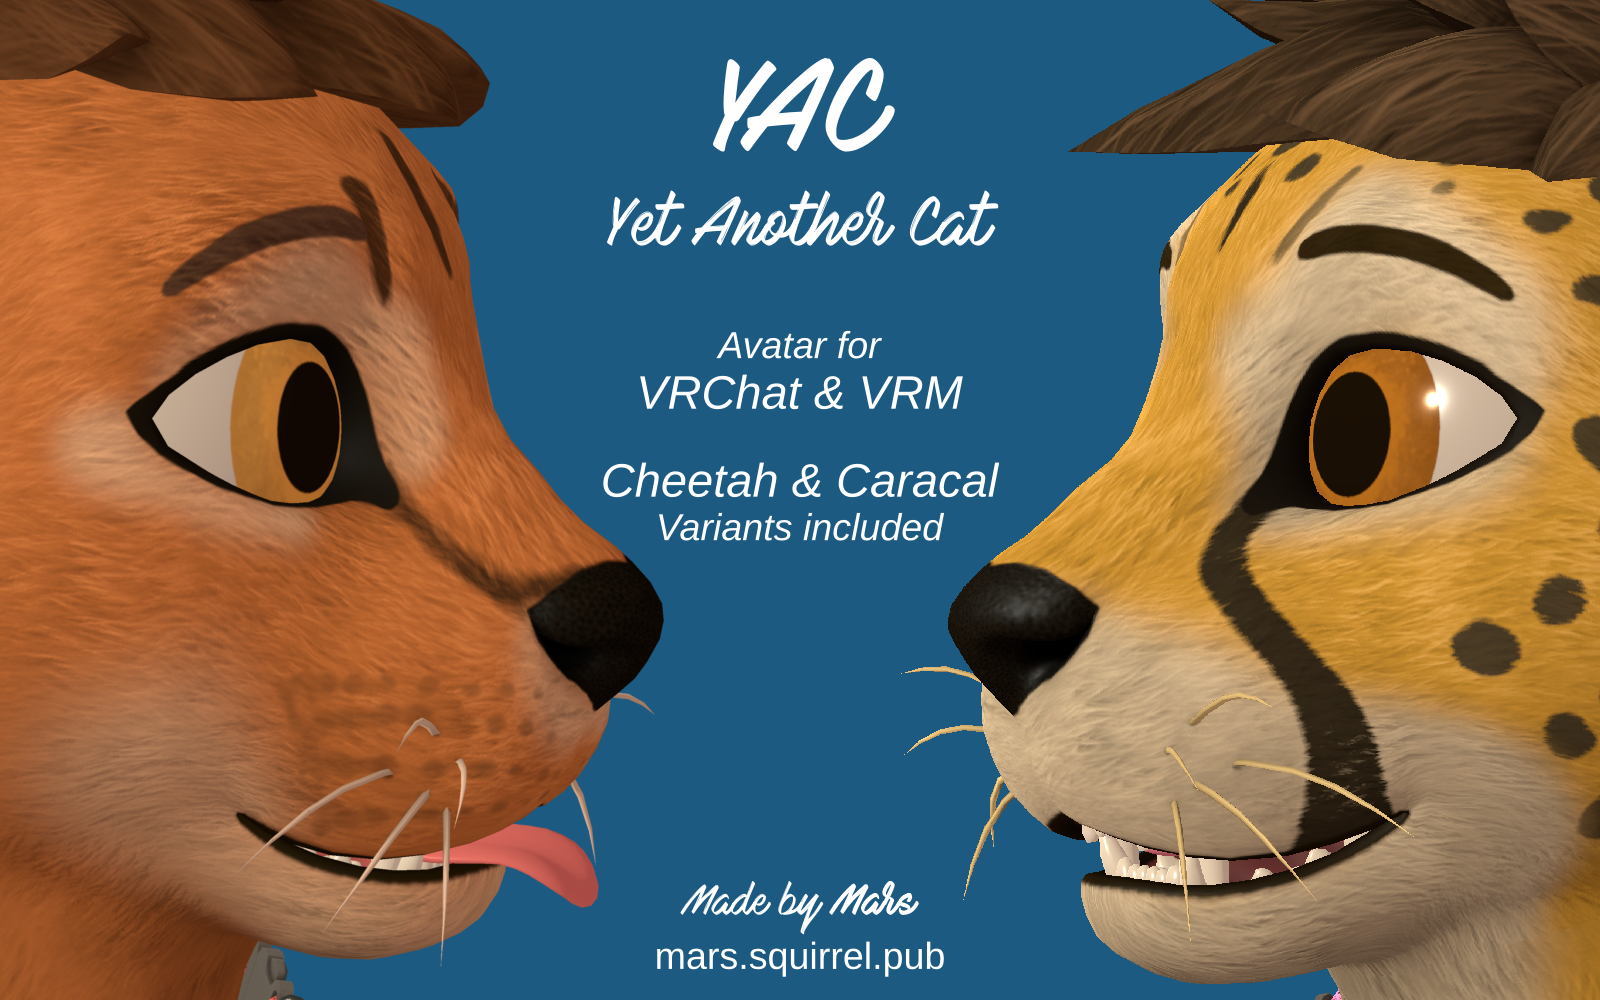 YAC
Yet Another Cat
Avatar for
VRChat & VRM
Cheetah & Caracal
Variants included
Made by Mars
mars.squirrel.pub